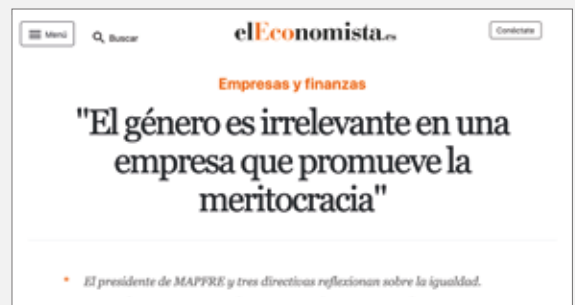 Menú
Buscar
elEconomista.es
Conéctate
Empresas y finanzas
"El género es irrelevante en una
empresa que promueve la
meritocracia"
El presidente de MAPFRE y tres directivas reflexionan sobre la igualdad.